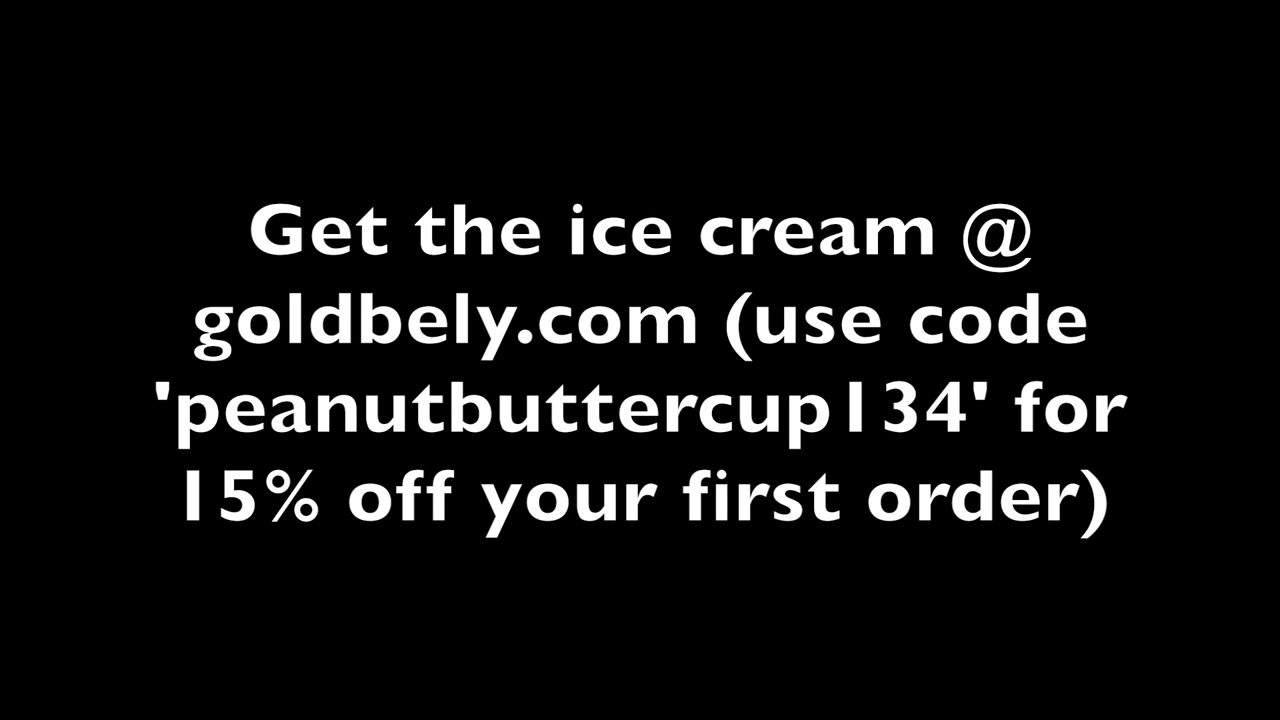 Get the ice cream @
goldbely.com (use code
'peanutbuttercup134' for
15% off your first order)